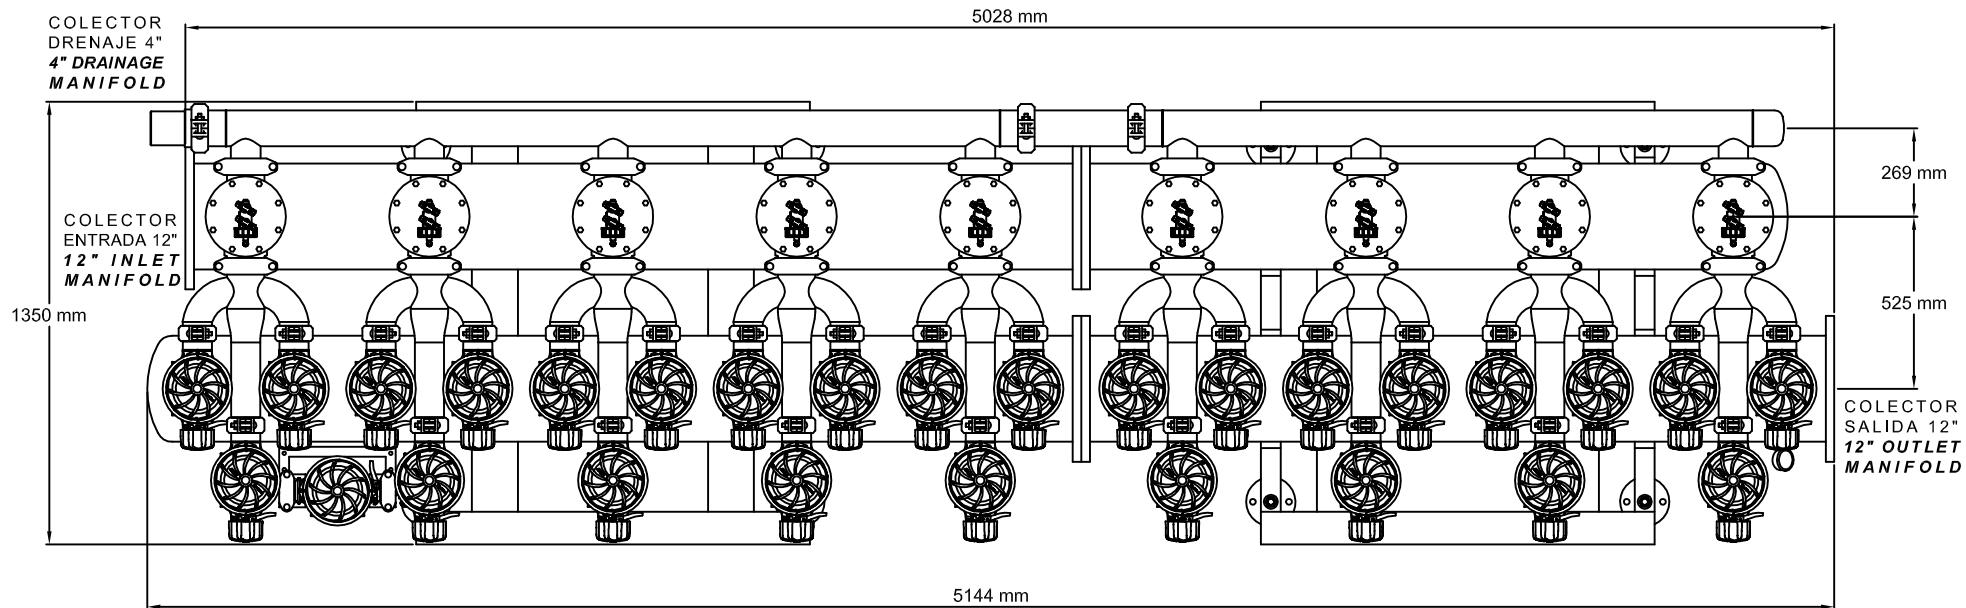 5028 mm
COLECTOR
DRENAJE 4"
4" DRAINAGE
MANIFOLD
269 mm
COLECTOR
ENTRADA 12"
12" INLET
MANIFOLD
1350 mm
525 mm
COLECTOR
SALIDA 12"
12" OUTLET
MANIFOLD
5144 mm